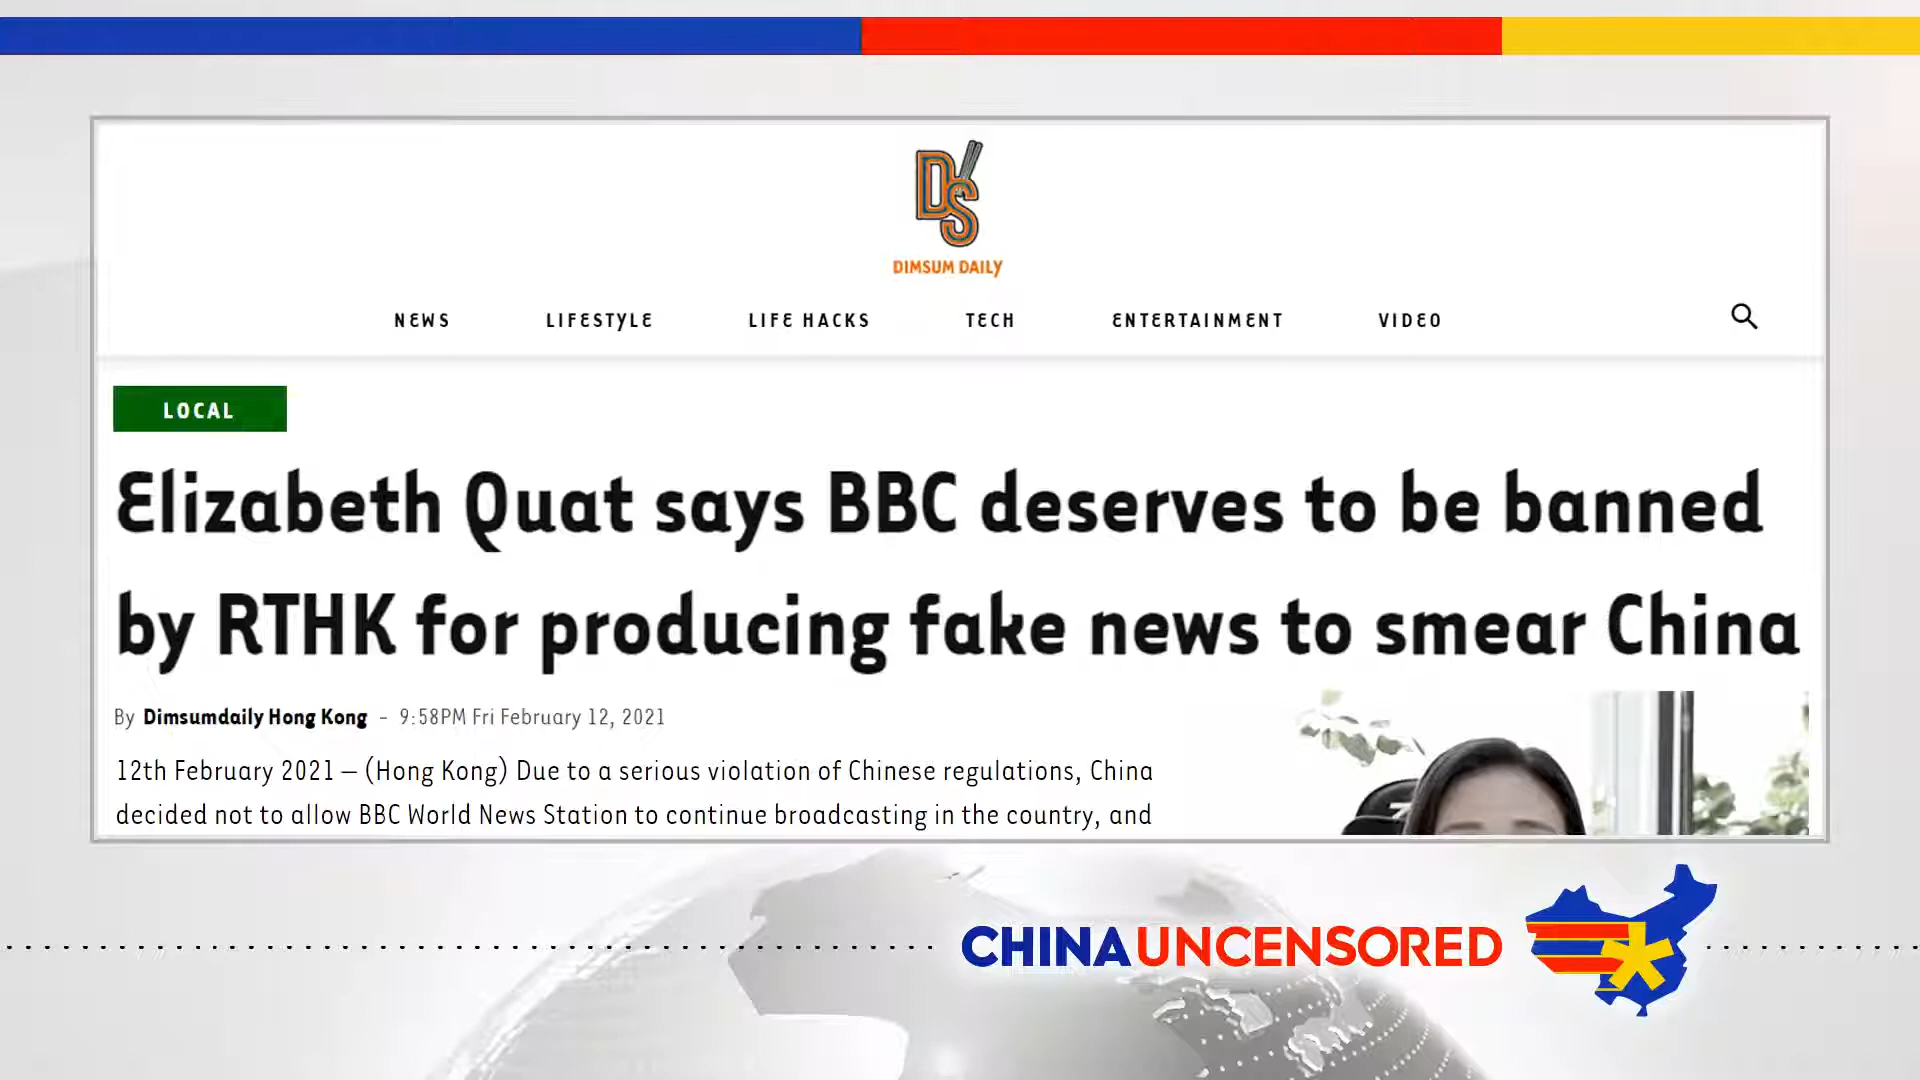 DS
DIMSUM DAILY
NEWS LIFESTYLE LIFE HACKS TECH ENTERTAINMENT VIDEO
LOCAL
Elizabeth Quat says BBC deserves to be banned
by RTHK for producing fake news to smear China
By Dimsumdaily Hong Kong - 9:58PM Fri February 12, 2021
12th February 2021 – (Hong Kong) Due to a serious violation of Chinese regulations, China
decided not to allow BBC World News Station to continue broadcasting in the country, and
CHINA UNCENSORED